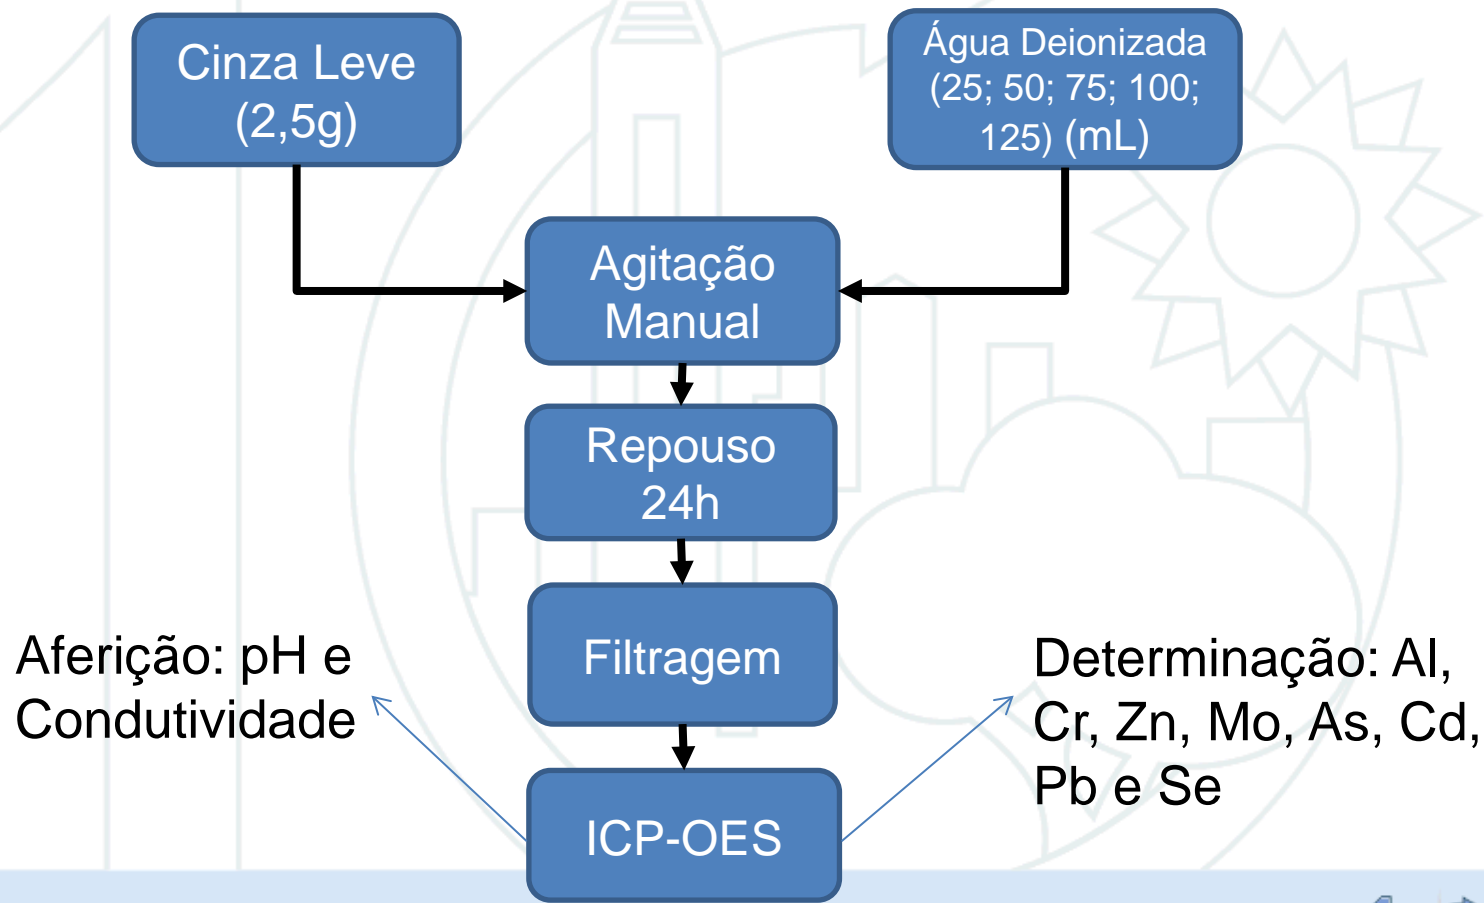 Cinza Leve
(2,5g)
Água Deionizada
(25; 50; 75; 100;
125) (mL)
Agitação
Manual
Repouso
24h
Filtragem
Aferição: pH e
Condutividade
Determinação: Al,
Cr, Zn, Mo, As, Cd,
Pb e Se
ICP-OES